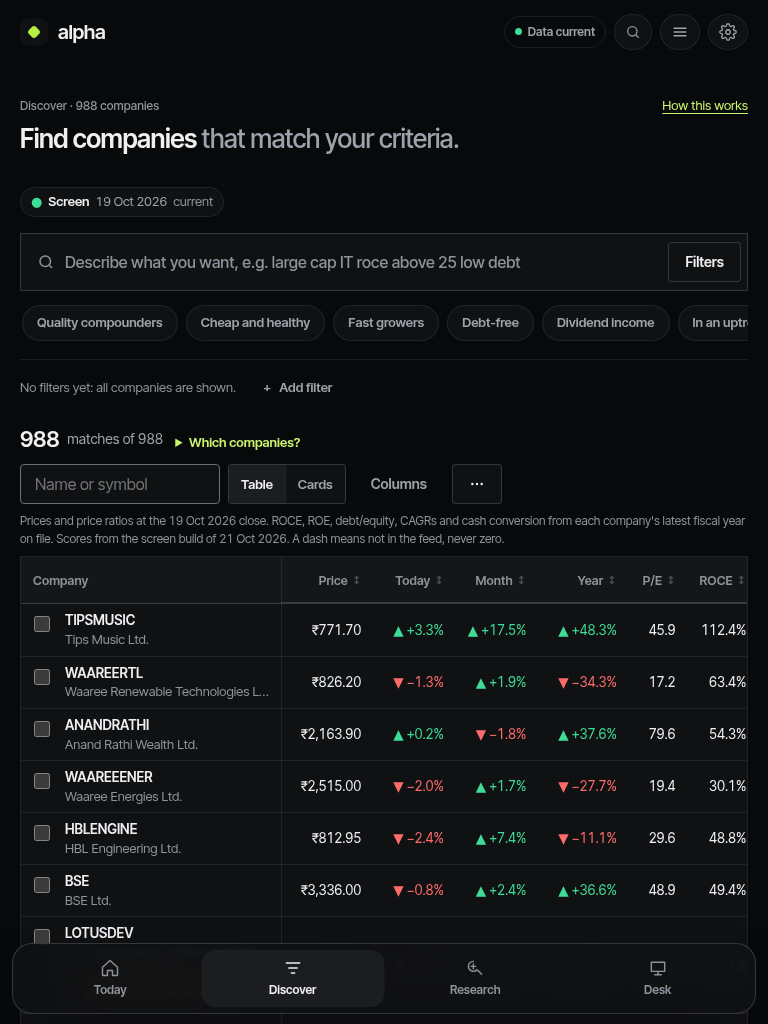 alpha
Data current
Discover · 988 companies
How this works
Find companies that match your criteria.
Screen 19 Oct 2026 current
Describe what you want, e.g. large cap IT roce above 25 low debt
Filters
Quality compounders Cheap and healthy Fast growers Debt-free Dividend income In an uptr
No filters yet: all companies are shown. + Add filter
988 matches of 988 ▶ Which companies?
Name or symbol Table Cards Columns ···
Prices and price ratios at the 19 Oct 2026 close. ROCE, ROE, debt/equity, CAGRs and cash conversion from each company's latest fiscal year
on file. Scores from the screen build of 21 Oct 2026. A dash means not in the feed, never zero.
Company Price ↕ Today ↕ Month ↕ Year ↕ P/E ↕ ROCE ↕
TIPSMUSIC
Tips Music Ltd.
₹771.70 ▲+3.3% ▲+17.5% ▲+48.3% 45.9 112.4%
WAAREERTL
Waaree Renewable Technologies L…
₹826.20 ▼−1.3% ▲+1.9% ▼−34.3% 17.2 63.4%
ANANDRATHI
Anand Rathi Wealth Ltd.
₹2,163.90 ▲+0.2% ▼−1.8% ▲+37.6% 79.6 54.3%
WAAREEENER
Waaree Energies Ltd.
₹2,515.00 ▼−2.0% ▲+1.7% ▼−27.7% 19.4 30.1%
HBLENGINE
HBL Engineering Ltd.
₹812.95 ▼−2.4% ▲+7.4% ▼−11.1% 29.6 48.8%
BSE
BSE Ltd.
₹3,336.00 ▼−0.8% ▲+2.4% ▲+36.6% 48.9 49.4%
LOTUSDEV
Today Discover Research Desk